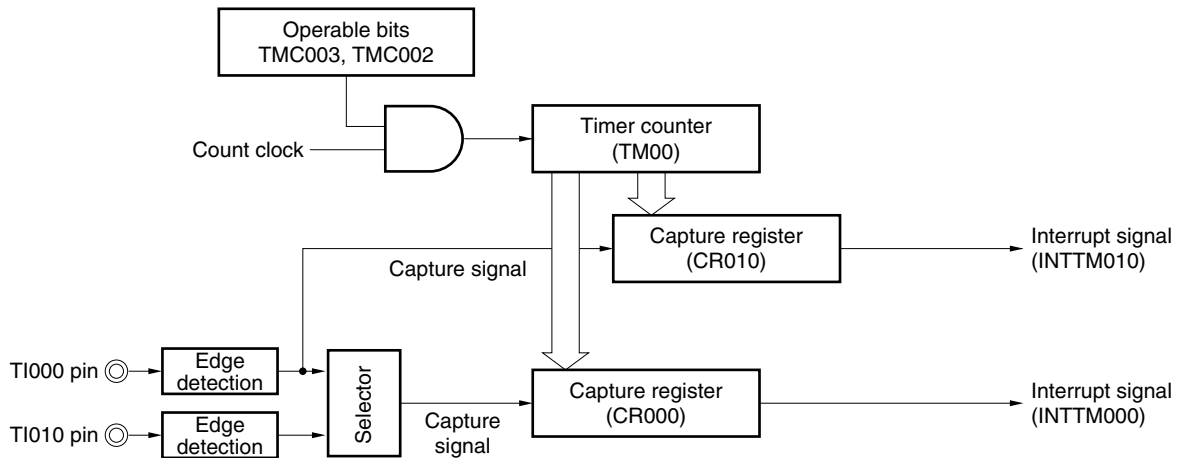 Operable bits
TMC003, TMC002
Count clock
Timer counter
(TM00)
Capture register
(CR010)
Interrupt signal
(INTTM010)
Capture signal
TI000 pin
Edge
detection
Selector
Capture register
(CR000)
Interrupt signal
(INTTM000)
TI010 pin
Edge
detection
Capture
signal